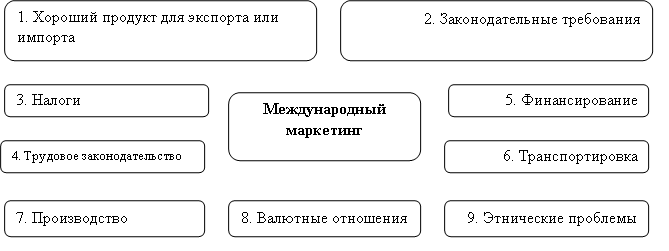 1. Хороший продукт для экспорта или
импорта
2. Законодательные требования
3. Налоги
Международный
маркетинг
5. Финансирование
4. Трудовое законодательство
6. Транспортировка
7. Производство
8. Валютные отношения
9. Этнические проблемы